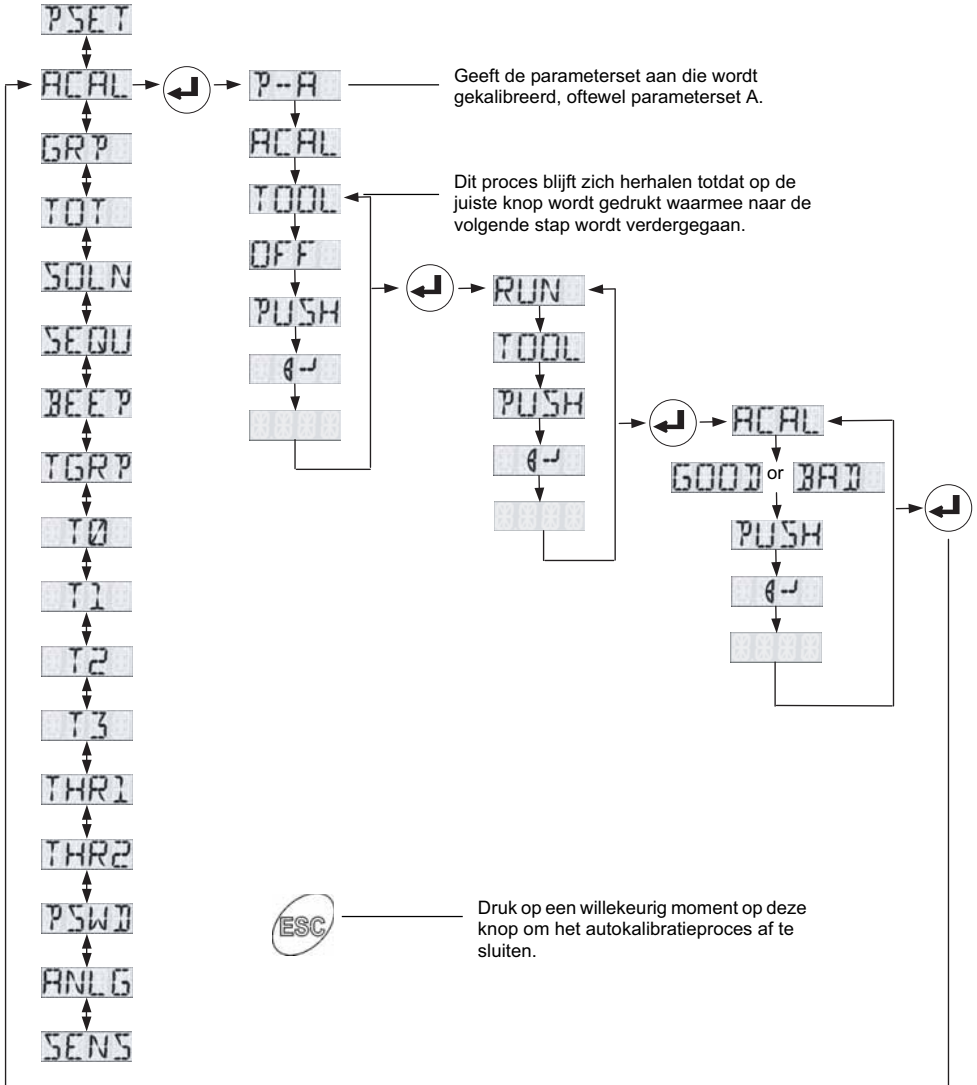 PSET
ACAL
GRP
TOT
SOLN
SEQU
BEEP
TGRP
T0
T1
T2
T3
THR1
THR2
PSWD
ANLG
SENS
P--A
ACAL
TOOL
OFF
PUSH
Geeft de parameterset aan die wordt
gekalibreerd, oftewel parameterset A.
Dit proces blijft zich herhalen totdat op de
juiste knop wordt gedrukt waarmee naar de
volgende stap wordt verdergegaan.
RUN
TOOL
PUSH
ACAL
GOOD or BAD
PUSH
ESC
Druk op een willekeurig moment op deze
knop om het autokalibratieproces af te
sluiten.